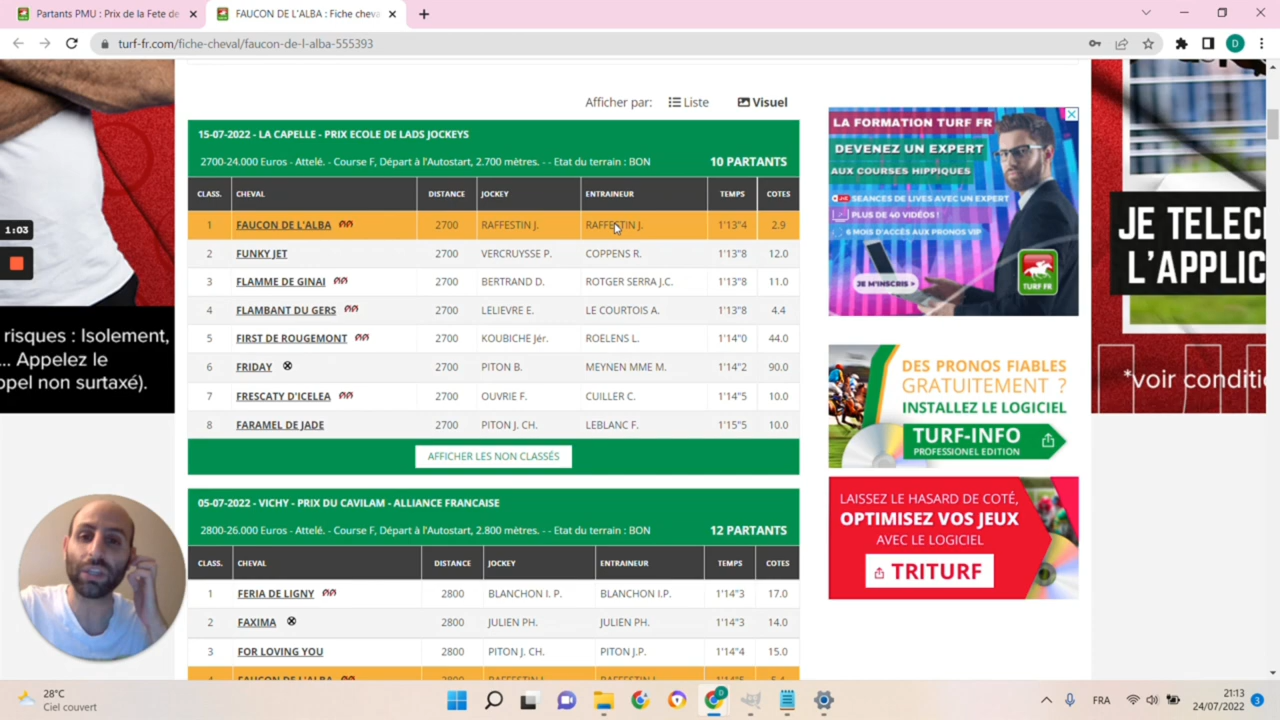 Partants PMU : Prix de la Fete de
FAUCON DE L'ALBA : Fiche cheva
turf-fr.com/fiche-cheval/faucon-de-l-alba-555393
D
Afficher par: Liste Visuel
15-07-2022 - LA CAPELLE - PRIX ECOLE DE LADS JOCKEYS
2700-24.000 Euros - Attelé. - Course F, Départ à l'Autostart, 2.700 mètres. - - Etat du terrain : BON 10 PARTANTS
CLASS. CHEVAL DISTANCE JOCKEY ENTRAINEUR TEMPS COTES
1 FAUCON DE L'ALBA 2700 RAFFESTIN J. RAFFESTIN J. 1'13"4 2.9
2 FUNKY JET 2700 VERCRUYSSE P. COPPENS R. 1'13"8 12.0
3 FLAMME DE GINAI 2700 BERTRAND D. ROTGER SERRA J.C. 1'13"8 11.0
4 FLAMBANT DU GERS 2700 LELIEVRE E. LE COURTOIS A. 1'13"8 4.4
5 FIRST DE ROUGEMONT 2700 KOUBICHE Jér. ROELENS L. 1'14"0 44.0
6 FRIDAY 2700 PITON B. MEYNEN MME M. 1'14"2 90.0
7 FRESCATY D'ICELEA 2700 OUVRIE F. CUILLER C. 1'14"5 10.0
8 FARAMEL DE JADE 2700 PITON J. CH. LEBLANC F. 1'15"5 10.0
AFFICHER LES NON CLASSÉS
05-07-2022 - VICHY - PRIX DU CAVILAM - ALLIANCE FRANCAISE
2800-26.000 Euros - Attelé. - Course F, Départ à l'Autostart, 2.800 mètres. - - Etat du terrain : BON 12 PARTANTS
CLASS. CHEVAL DISTANCE JOCKEY ENTRAINEUR TEMPS COTES
1 FERIA DE LIGNY 2800 BLANCHON I. P. BLANCHON I.P. 1'14"3 17.0
2 FAXIMA 2800 JULIEN PH. JULIEN PH. 1'14"3 14.0
3 FOR LOVING YOU 2800 PITON J. CH. PITON J.P. 1'14"4 15.0
1:03
risques : Isolement,
... Appelez le
ppel non surtaxé).
LA FORMATION TURF FR
DEVENEZ UN EXPERT
AUX COURSES HIPPIQUES
SÉANCES DE LIVES AVEC UN EXPERT
PLUS DE 40 VIDÉOS !
6 MOIS D'ACCÈS AUX PRONOS VIP
JE M'INSCRIS >
TURF FR
DES PRONOS FIABLES
GRATUITEMENT ?
INSTALLEZ LE LOGICIEL
TURF-INFO
PROFESSIONEL EDITION
LAISSEZ LE HASARD DE COTÉ,
OPTIMISEZ VOS JEUX
AVEC LE LOGICIEL
TRITURF
JE TELEC
L'APPLIC
*voir conditi
28°C
Ciel couvert
FRA
21:13
24/07/2022
3